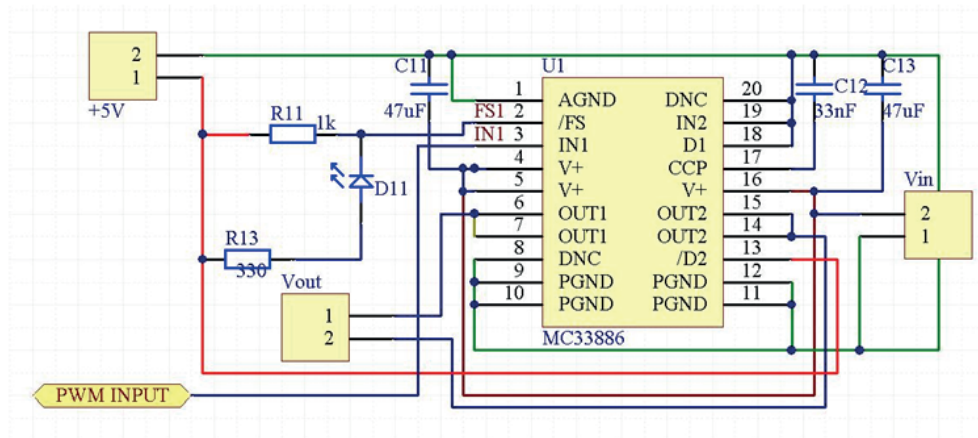 2
1
+5V
R11
1k
D11
R13
330
C11
47uF
FS1
IN1
U1
1
2
3
4
5
6
7
8
9
10
AGND
/FS
IN1
V+
V+
OUT1
OUT1
DNC
PGND
PGND
DNC
IN2
D1
CCP
V+
OUT2
OUT2
/D2
PGND
PGND
20
19
18
17
16
15
14
13
12
11
MC33886
C12
33nF
C13
47uF
Vin
2
1
Vout
1
2
PWM INPUT